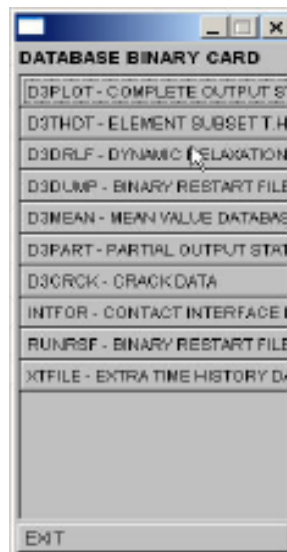 DATABASE BINARY CARD
D3PLOT - COMPLETE OUTPUT ST
D3THDT - ELEMENT SUBSET T.H
D3DRLF - DYNAMIC RELAXATION
D3DUMP - BINARY RESTART FILE
D3MEAN - MEAN VALUE DATABAS
D3PART - PARTIAL OUTPUT STAT
D3CRCK - CRACK DATA
INTFOR - CONTACT INTERFACE
RUNRSF - BINARY RESTART FILE
XTFILE - EXTRA TIME HISTORY DA
EXIT